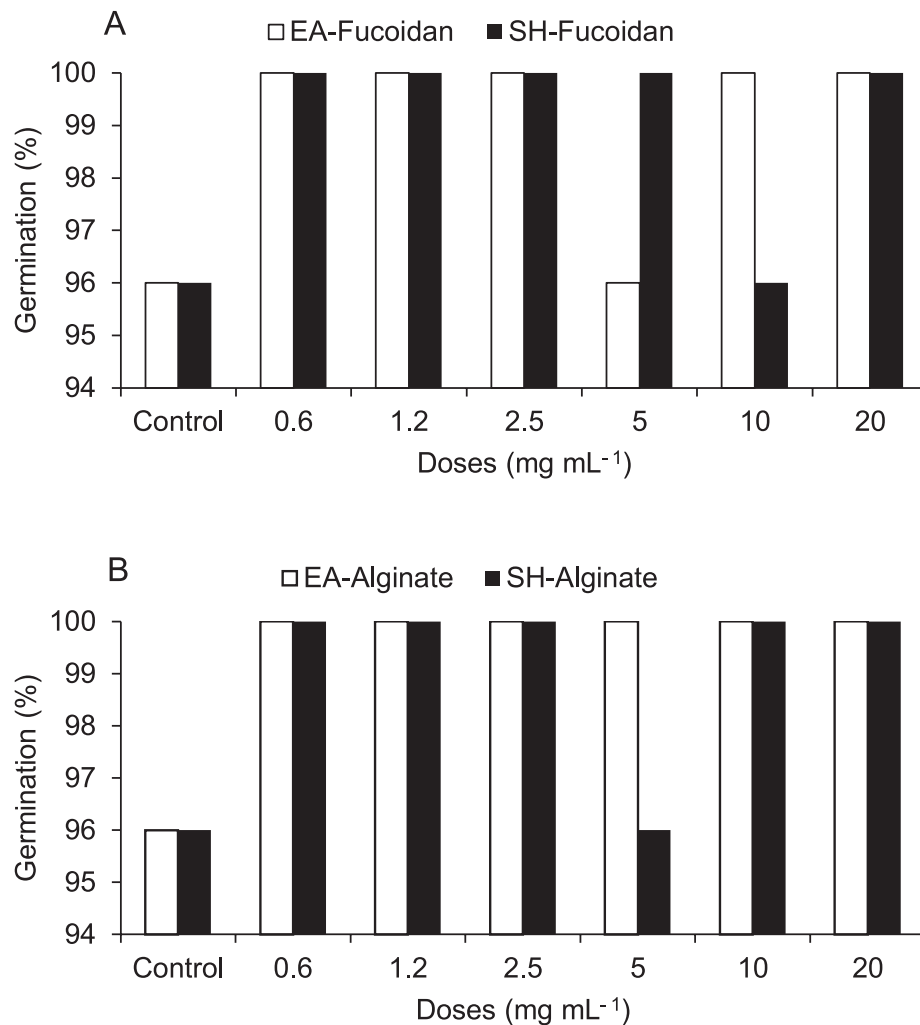 A
EA-Fucoidan SH-Fucoidan
100
99
98
97
96
95
94
Germination (%)
Control 0.6 1.2 2.5 5 10 20
Doses (mg mL⁻¹)
B
EA-Alginate SH-Alginate
100
99
98
97
96
95
94
Germination (%)
Control 0.6 1.2 2.5 5 10 20
Doses (mg mL⁻¹)